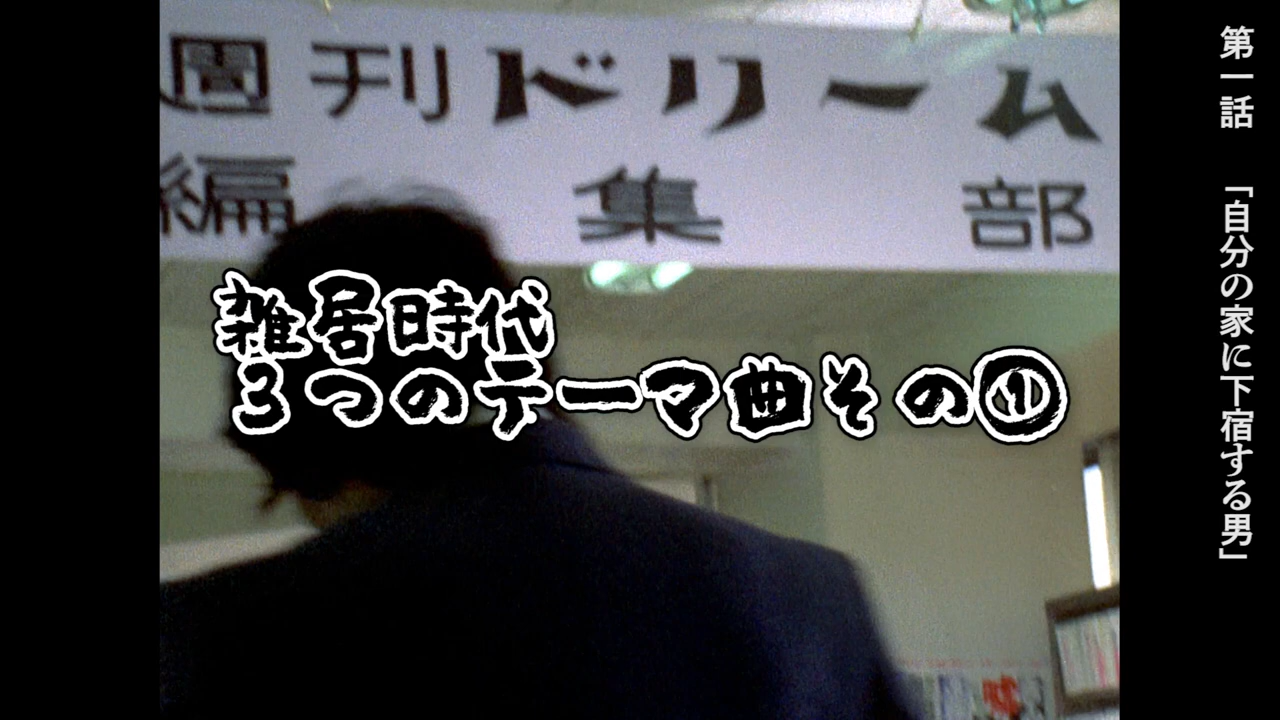 週刊ドリーム
編集部
雑居時代
3つのテーマ曲その①
第一話 「自分の家に下宿する男」